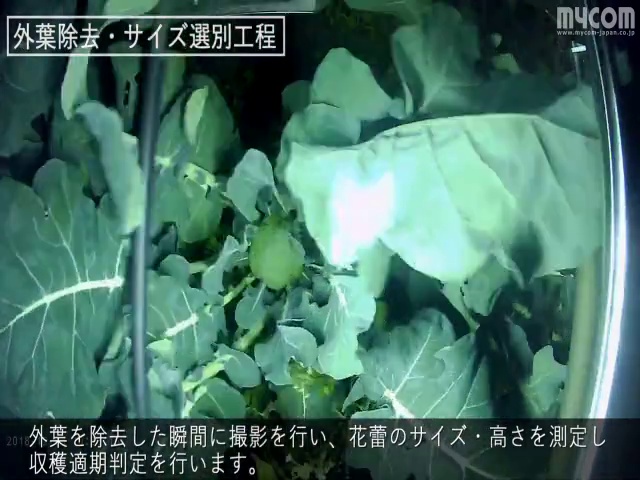 外葉除去・サイズ選別工程
mycom
www.mycom-japan.co.jp
2018
外葉を除去した瞬間に撮影を行い、花蕾のサイズ・高さを測定し
収穫適期判定を行います。